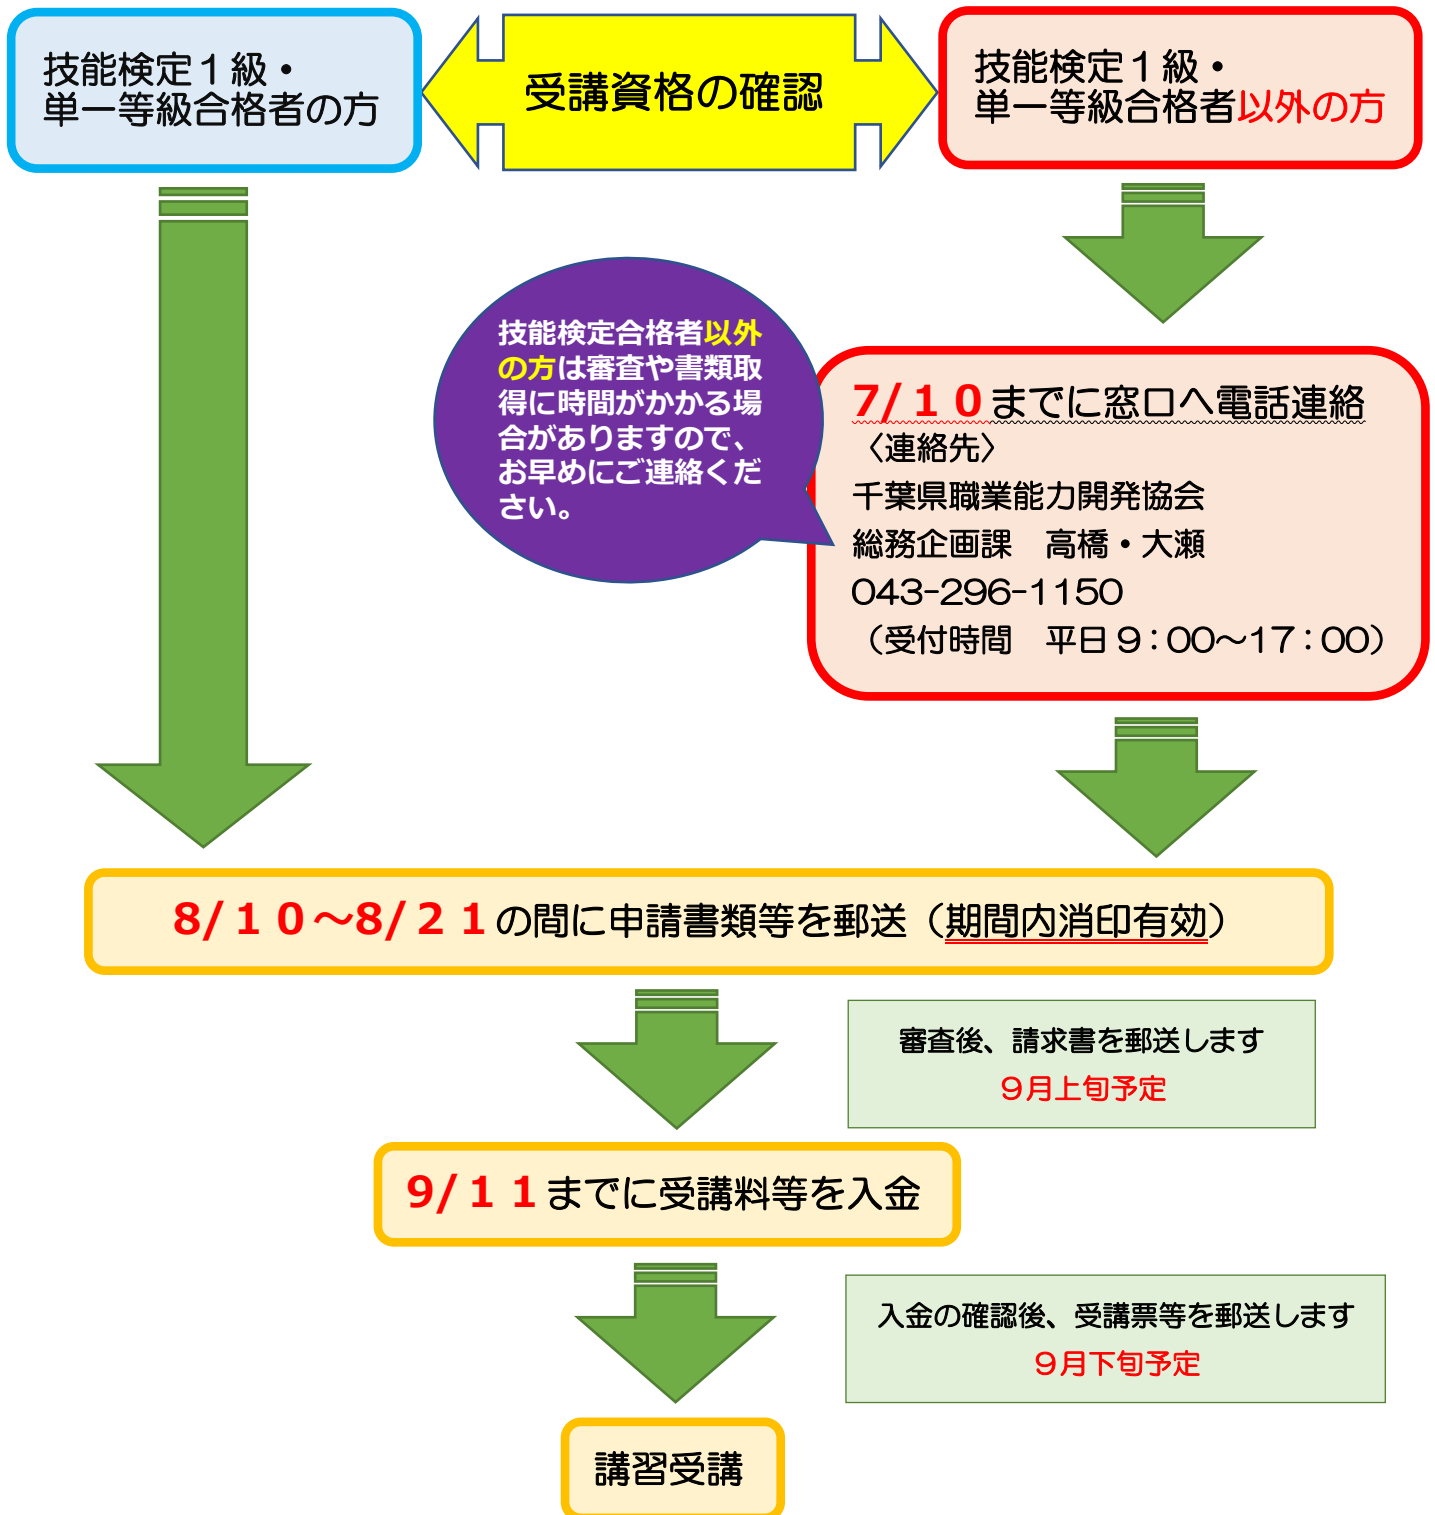 技能検定１級・
単一等級合格者の方
受講資格の確認
技能検定１級・
単一等級合格者以外の方
技能検定合格者以外
の方は審査や書類取
得に時間がかかる場
合がありますので、
お早めにご連絡くだ
さい。
7/１０までに窓口へ電話連絡
〈連絡先〉
千葉県職業能力開発協会
総務企画課　高橋・大瀬
043-296-1150
（受付時間　平日９：00～17：00）
8/１０～8/２１の間に申請書類等を郵送（期間内消印有効）
審査後、請求書を郵送します
９月上旬予定
9/１１までに受講料等を入金
入金の確認後、受講票等を郵送します
９月下旬予定
講習受講